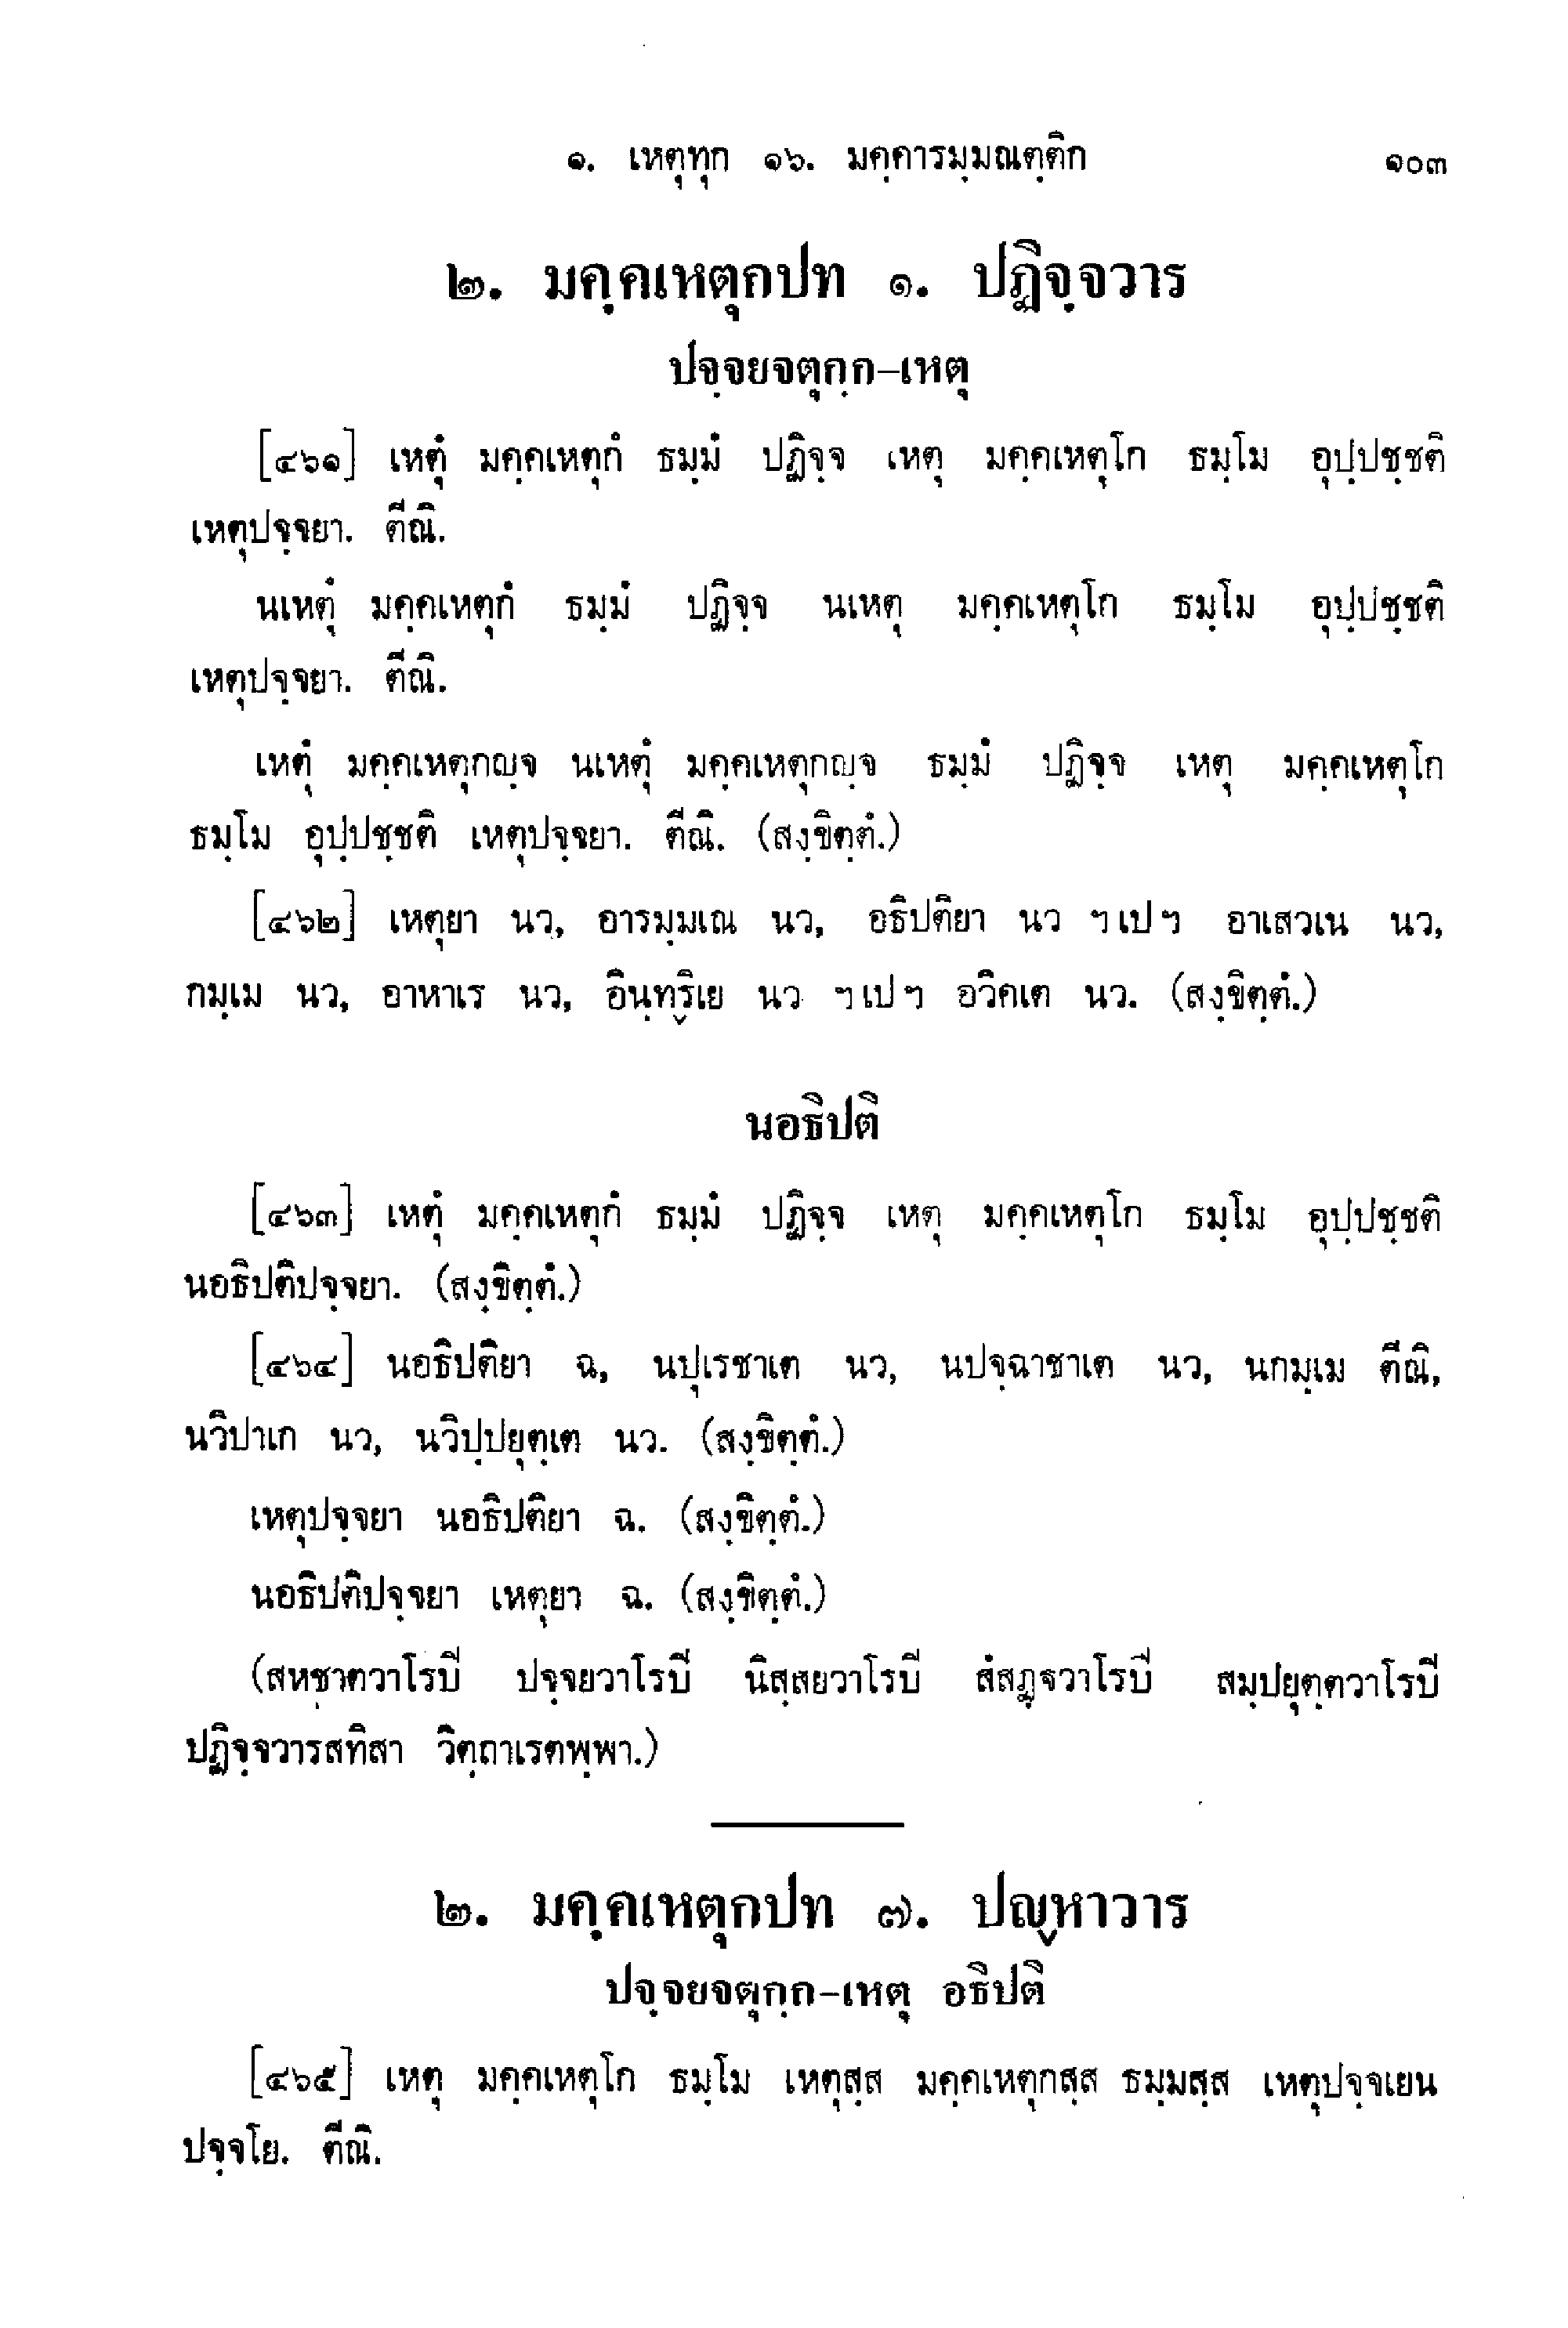 ๑. เหตุทุก ๑๖. มคฺคารมฺมณตฺติก ๑๐๓
๒. มคฺคเหตุกปท ๑. ปฏิจฺจวาร
ปจฺจยจตุกฺก-เหตุ
[๔๖๑] เหตุํ มคฺคเหตุกํ ธมฺมํ ปฏิจฺจ เหตุ มคฺคเหตุโก ธมฺโม อุปฺปชฺชติ
เหตุปจฺจยา. ตีณิ.
นเหตุํ มคฺคเหตุกํ ธมฺมํ ปฏิจฺจ นเหตุ มคฺคเหตุโก ธมฺโม อุปฺปชฺชติ
เหตุปจฺจยา. ตีณิ.
เหตุํ มคฺคเหตุกญฺจ นเหตุํ มคฺคเหตุกญฺจ ธมฺมํ ปฏิจฺจ เหตุ มคฺคเหตุโก
ธมฺโม อุปฺปชฺชติ เหตุปจฺจยา. ตีณิ. (สงฺขิตฺตํ.)
[๔๖๒] เหตุยา นว, อารมฺมเณ นว, อธิปติยา นว ฯเปฯ อาเสวเน นว,
กมฺเม นว, อาหาเร นว, อินฺทฺริเย นว ฯเปฯ อวิคเต นว. (สงฺขิตฺตํ.)
นอธิปติ
[๔๖๓] เหตุํ มคฺคเหตุกํ ธมฺมํ ปฏิจฺจ เหตุ มคฺคเหตุโก ธมฺโม อุปฺปชฺชติ
นอธิปติปจฺจยา. (สงฺขิตฺตํ.)
[๔๖๔] นอธิปติยา ฉ, นปุเรชาเต นว, นปจฺฉาชาเต นว, นกมฺเม ตีณิ,
นวิปาเก นว, นวิปฺปยุตฺเต นว. (สงฺขิตฺตํ.)
เหตุปจฺจยา นอธิปติยา ฉ. (สงฺขิตฺตํ.)
นอธิปติปจฺจยา เหตุยา ฉ. (สงฺขิตฺตํ.)
(สหชาตวาโรปี ปจฺจยวาโรปี นิสฺสยวาโรปี สํสฏฺฐวาโรปี สมฺปยุตฺตวาโรปี
ปฏิจฺจวารสทิสา วิตฺถาเรตพฺพา.)
๒. มคฺคเหตุกปท ๗. ปญฺหาวาร
ปจฺจยจตุกฺก-เหตุ อธิปติ
[๔๖๕] เหตุ มคฺคเหตุโก ธมฺโม เหตุสฺส มคฺคเหตุกสฺส ธมฺมสฺส เหตุปจฺจเยน
ปจฺจโย. ตีณิ.